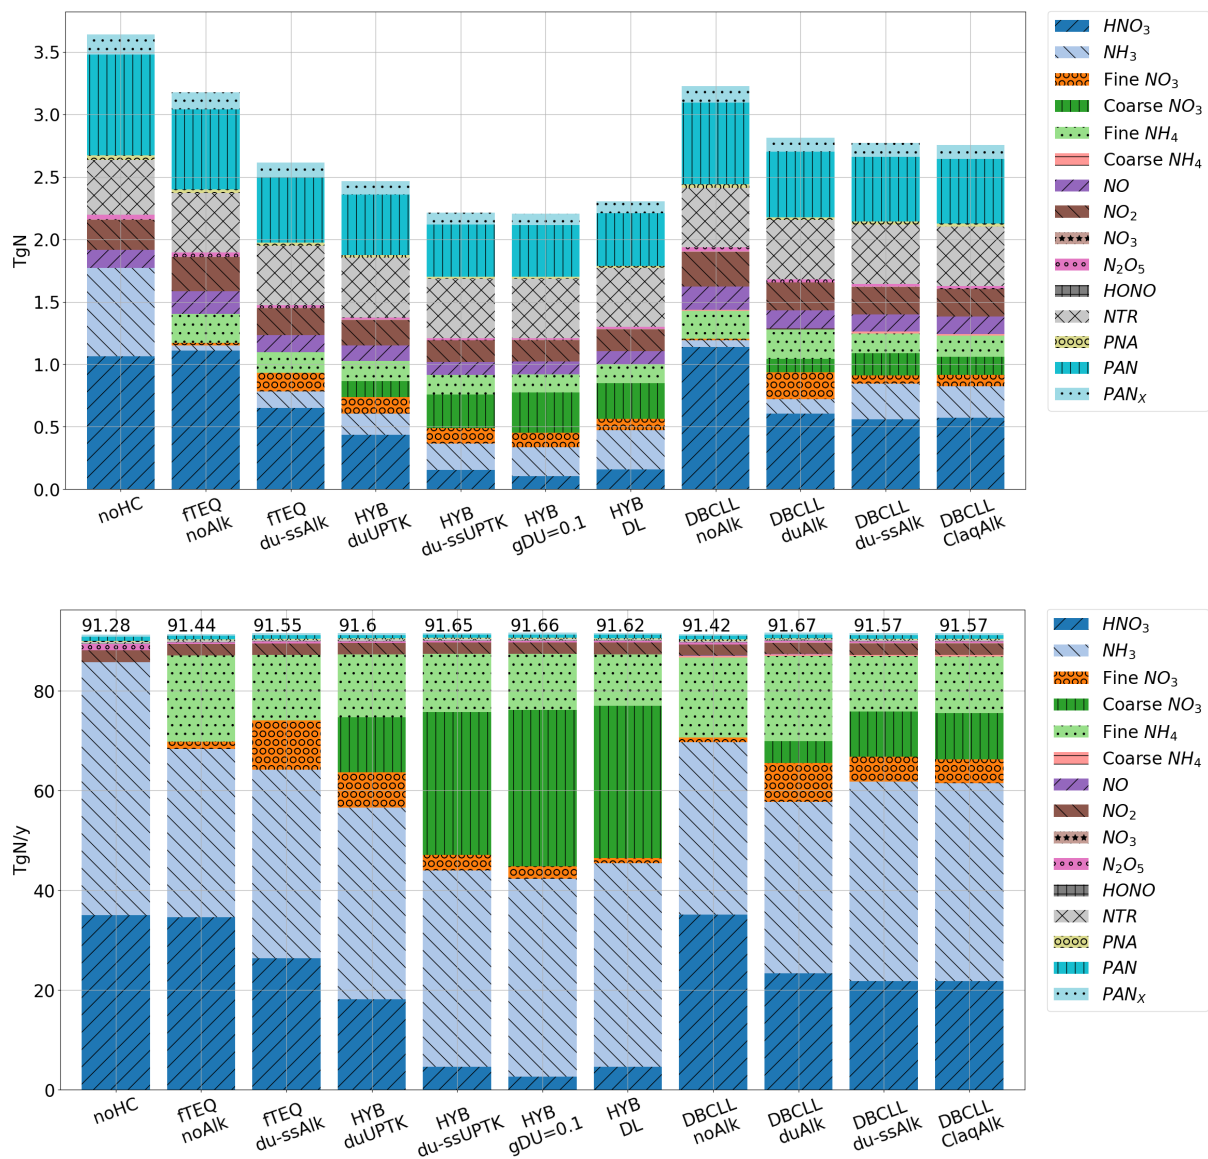 3.5
3.0
2.5
2.0
1.5
1.0
0.5
0.0
TgN
noHC
fTEQ
noAlk
fTEQ
du-ssAlk
HYB
duUPTK
HYB
du-ssUPTK
HYB
gDU=0.1
HYB
DL
DBCLL
noAlk
DBCLL
duAlk
DBCLL
du-ssAlk
DBCLL
ClaqAlk
HNO₃
NH₃
Fine NO₃
Coarse NO₃
Fine NH₄
Coarse NH₄
NO
NO₂
NO₃
N₂O₅
HONO
NTR
PNA
PAN
PANₓ
91.28 91.44 91.55 91.6 91.65 91.66 91.62 91.42 91.67 91.57 91.57
80
60
40
20
0
TgN/y
noHC
fTEQ
noAlk
fTEQ
du-ssAlk
HYB
duUPTK
HYB
du-ssUPTK
HYB
gDU=0.1
HYB
DL
DBCLL
noAlk
DBCLL
duAlk
DBCLL
du-ssAlk
DBCLL
ClaqAlk
HNO₃
NH₃
Fine NO₃
Coarse NO₃
Fine NH₄
Coarse NH₄
NO
NO₂
NO₃
N₂O₅
HONO
NTR
PNA
PAN
PANₓ